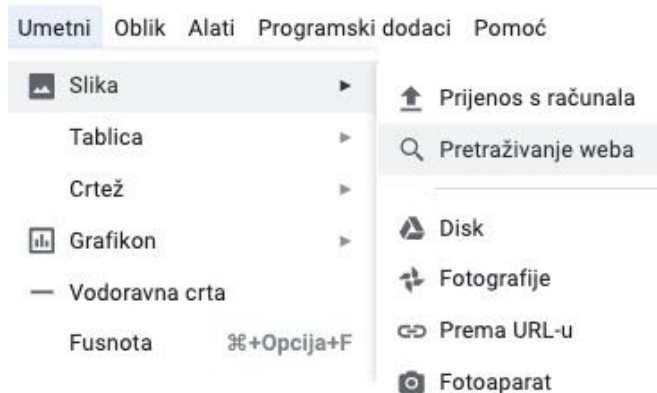 Umetni Oblik Alati Programski dodaci Pomoć
Slika
Tablica
Crtež
Grafikon
Vodoravna crta
Fusnota ⌘+Opcija+F
Prijenos s računala
Pretraživanje weba
Disk
Fotografije
Prema URL-u
Fotoaparat